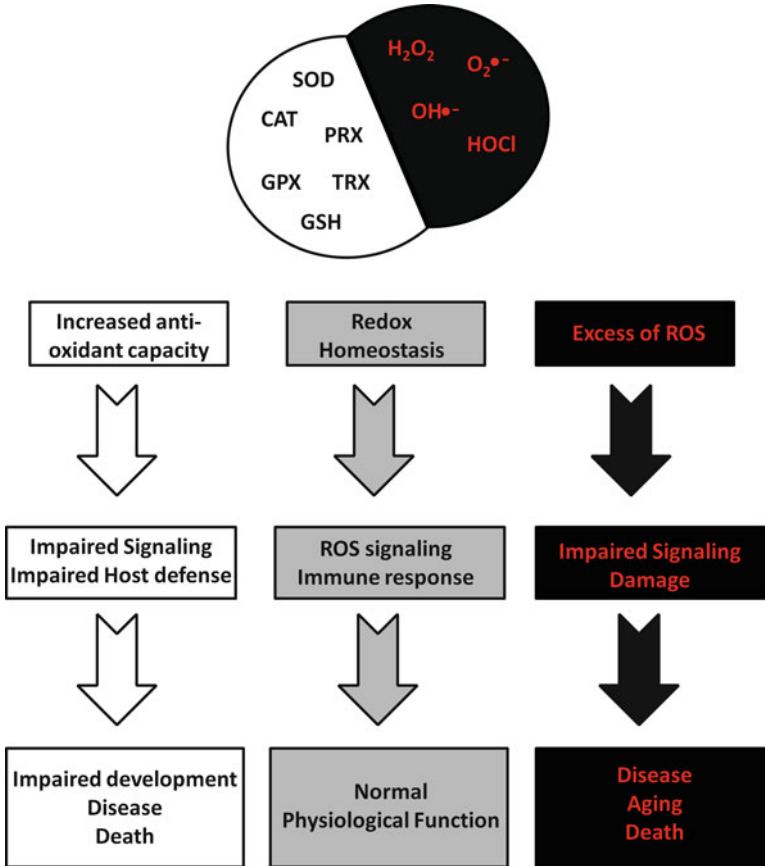 SOD
CAT
PRX
GPX
TRX
GSH
H₂O₂
O₂•⁻
OH•⁻
HOCl
Increased anti-
oxidant capacity
Redox
Homeostasis
Excess of ROS
Impaired Signaling
Impaired Host defense
ROS signaling
Immune response
Impaired Signaling
Damage
Impaired development
Disease
Death
Normal
Physiological Function
Disease
Aging
Death